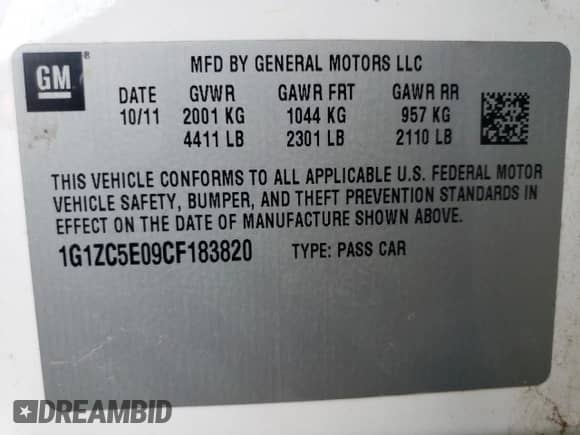 GM ®
MFD BY GENERAL MOTORS LLC
DATE GVWR GAWR FRT GAWR RR
10/11 2001 KG 1044 KG 957 KG
4411 LB 2301 LB 2110 LB
THIS VEHICLE CONFORMS TO ALL APPLICABLE U.S. FEDERAL MOTOR
VEHICLE SAFETY, BUMPER, AND THEFT PREVENTION STANDARDS IN
EFFECT ON THE DATE OF MANUFACTURE SHOWN ABOVE.
1G1ZC5E09CF183820 TYPE: PASS CAR
DREAMBID